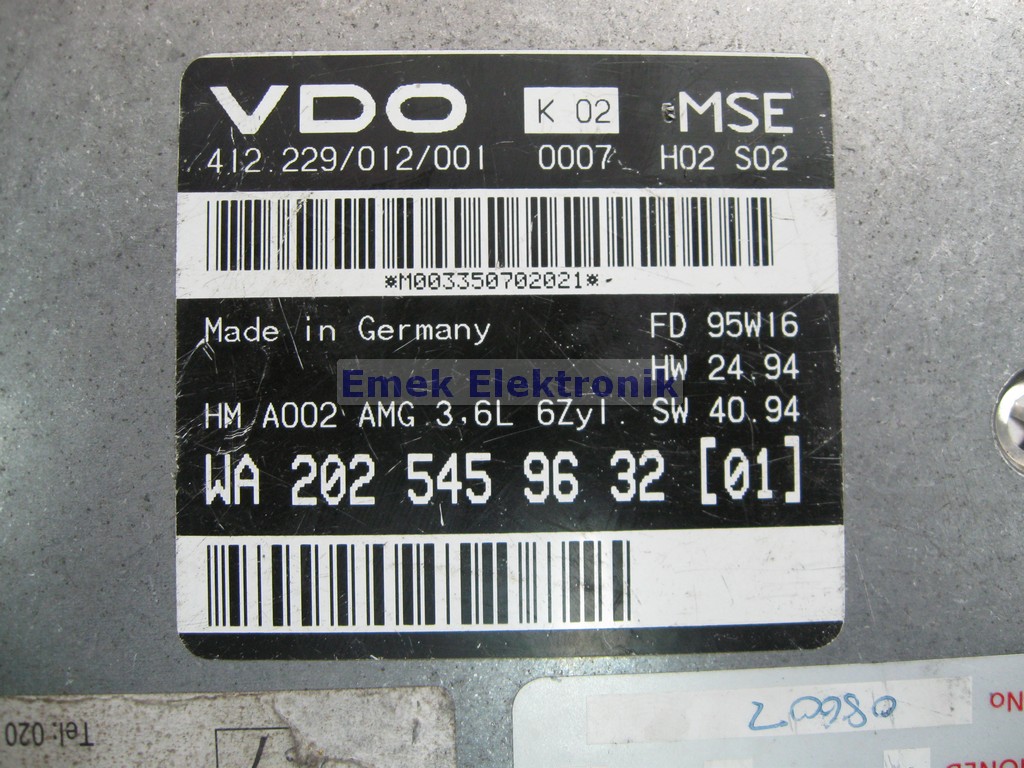 VDO K 02 MSE
412.229/012/001 0007 H02 S02
*M003350702021*
Made in Germany FD 95W16
HW 24.94
Emek Elektronik
HM A002 AMG 3,6L 6Zyl. SW 40.94
WA 202 545 96 32 [01]
Tel: 020
No